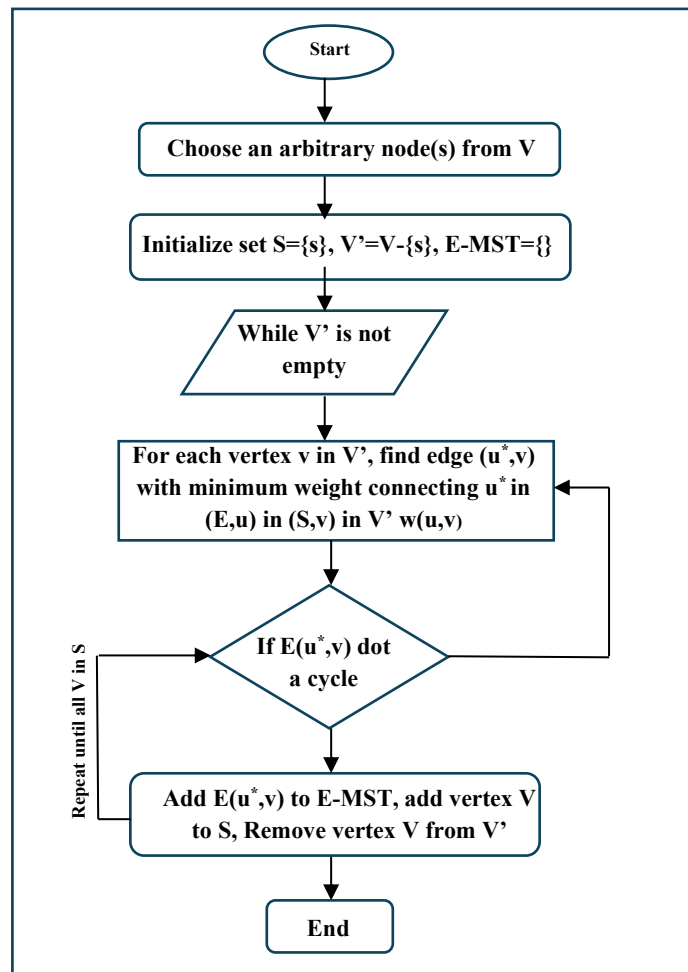 Start
Choose an arbitrary node(s) from V
Initialize set S={s}, V’=V-{s}, E-MST={}
While V’ is not
empty
For each vertex v in V’, find edge (u*,v)
with minimum weight connecting u* in
(E,u) in (S,v) in V’ w(u,v)
If E(u*,v) dot
a cycle
Repeat until all V in S
Add E(u*,v) to E-MST, add vertex V
to S, Remove vertex V from V’
End